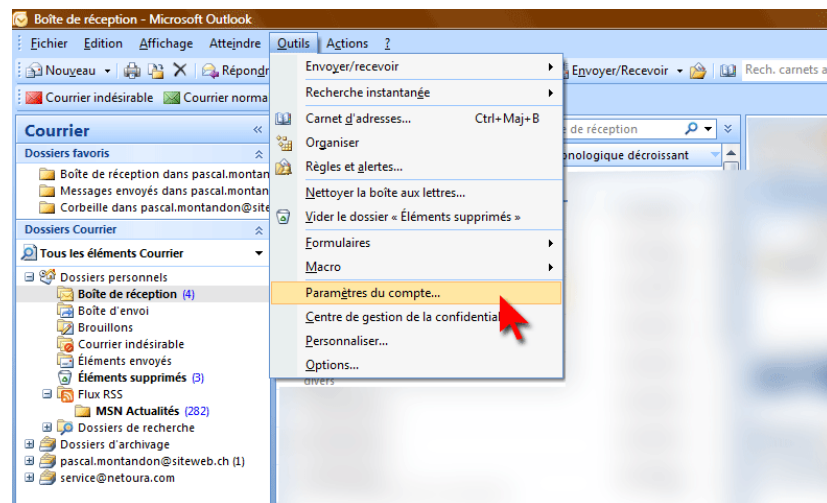 Boîte de réception - Microsoft Outlook
Fichier Edition Affichage Atteindre Outils Actions ?
Nouveau Répondr Envoyer/Recevoir Rech. carnets a
Courrier indésirable Courrier norma
Courrier
Dossiers favoris
Boîte de réception dans pascal.montan
Messages envoyés dans pascal.montan
Corbeille dans pascal.montandon@site
Dossiers Courrier
Tous les éléments Courrier
Dossiers personnels
Boîte de réception (4)
Boîte d'envoi
Brouillons
Courrier indésirable
Éléments envoyés
Éléments supprimés (3)
Flux RSS
MSN Actualités (282)
Dossiers de recherche
Dossiers d'archivage
pascal.montandon@siteweb.ch (1)
service@netoura.com
Envoyer/recevoir
Recherche instantanée
Carnet d'adresses... Ctrl+Maj+B
Organiser
Règles et alertes...
Nettoyer la boîte aux lettres...
Vider le dossier « Éléments supprimés »
Formulaires
Macro
Paramètres du compte...
Centre de gestion de la confidential
Personnaliser...
Options...
e de réception
onologique décroissant
divers